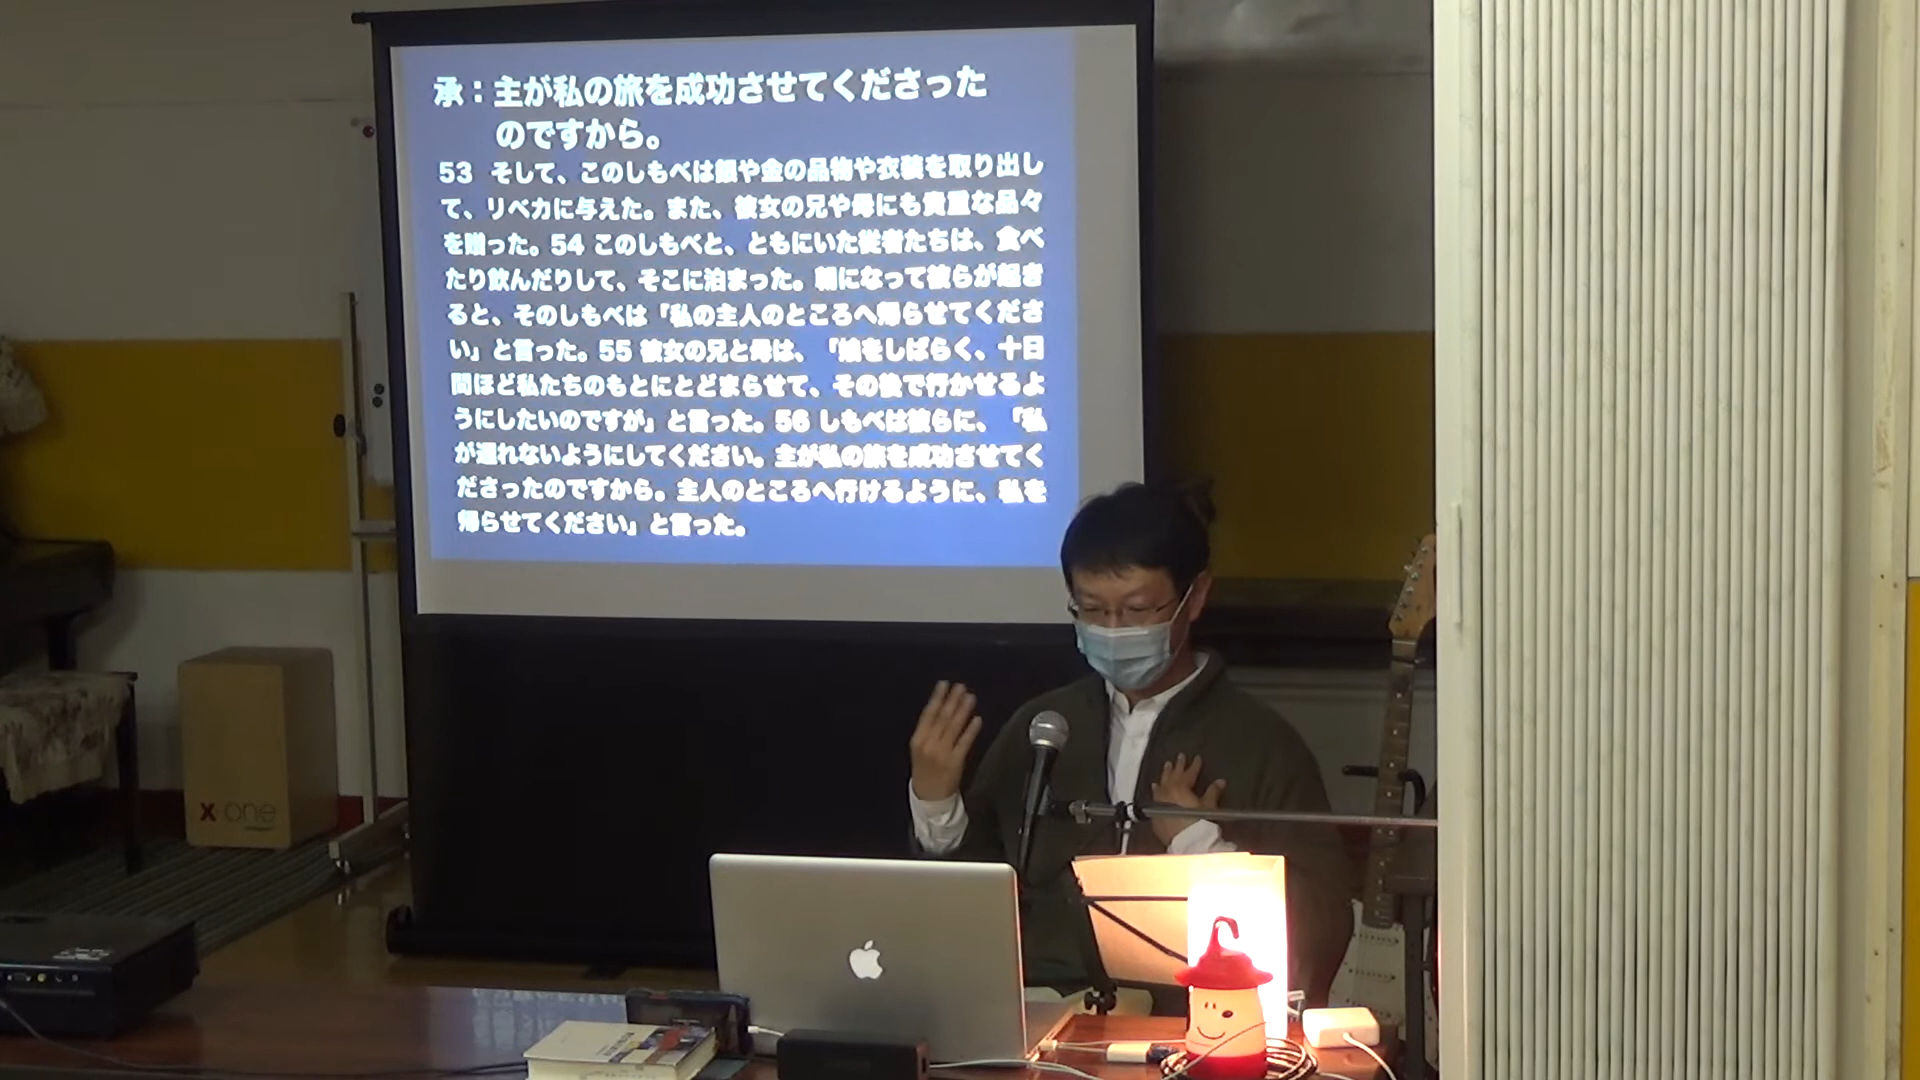 承：主が私の旅を成功させてくださった
のですから。
53 そして、このしもべは銀や金の品物や衣装を取り出し
て、リベカに与えた。また、彼女の兄や母にも貴重な品々
を贈った。54 このしもべと、ともにいた従者たちは、食べ
たり飲んだりして、そこに泊まった。朝になって彼らが起き
ると、そのしもべは「私の主人のところへ帰らせてくださ
い」と言った。55 彼女の兄と母は、「娘をしばらく、十日
間ほど私たちのもとにとどまらせて、その後で行かせるよ
うにしたいのですが」と言った。56 しもべは彼らに、「私
が遅れないようにしてください。主が私の旅を成功させてく
ださったのですから。主人のところへ行けるように、私を
帰らせてください」と言った。
x-one